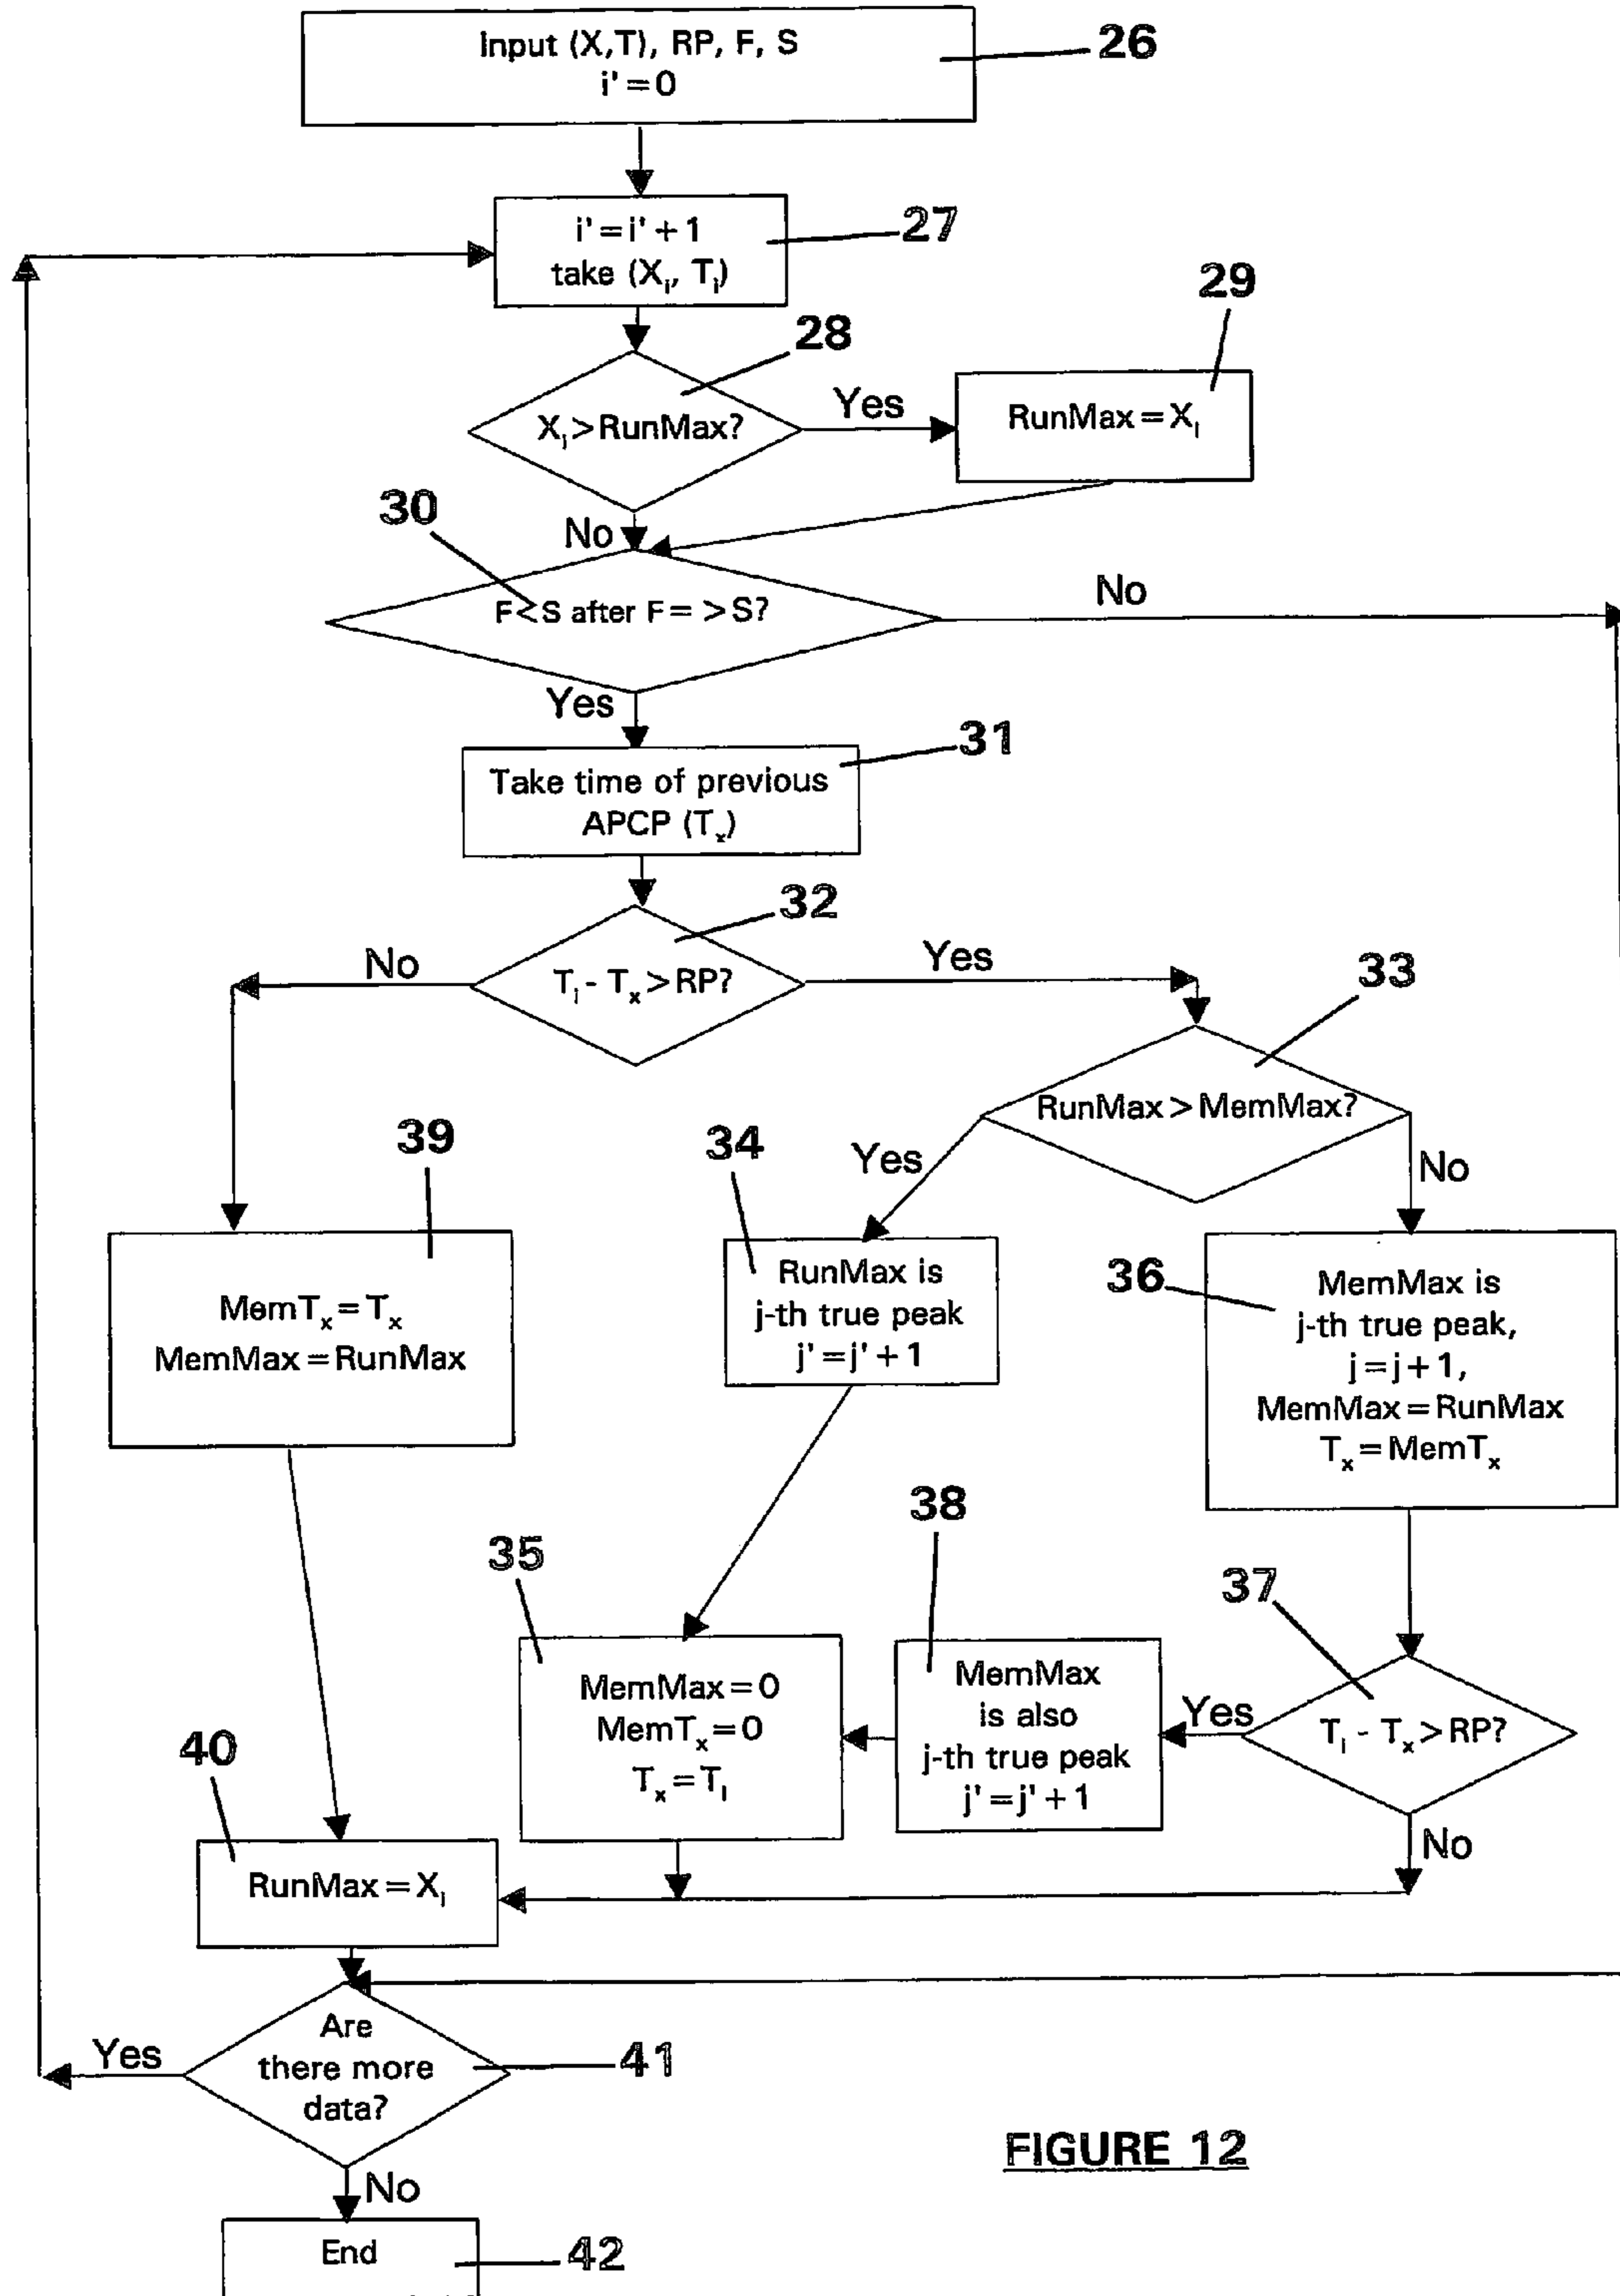 Input (X,T), RP, F, S
i' = 0
26
i' = i' + 1
take (Xi, Ti)
27
28
Xi > RunMax?
Yes
29
RunMax = Xi
30
No
F<S after F = >S?
No
Yes
31
Take time of previous
APCP (Tx)
32
Ti - Tx > RP?
No
Yes
33
RunMax > MemMax?
Yes
No
39
MemTx = Tx
MemMax = RunMax
34
RunMax is
j-th true peak
j' = j' + 1
36
MemMax is
j-th true peak,
j = j + 1,
MemMax = RunMax
Tx = MemTx
35
MemMax = 0
MemTx = 0
Tx = Ti
38
MemMax
is also
j-th true peak
j' = j' + 1
37
Yes
Ti - Tx > RP?
No
40
RunMax = Xi
Are
there more
data?
Yes
41
No
End
42
FIGURE 12